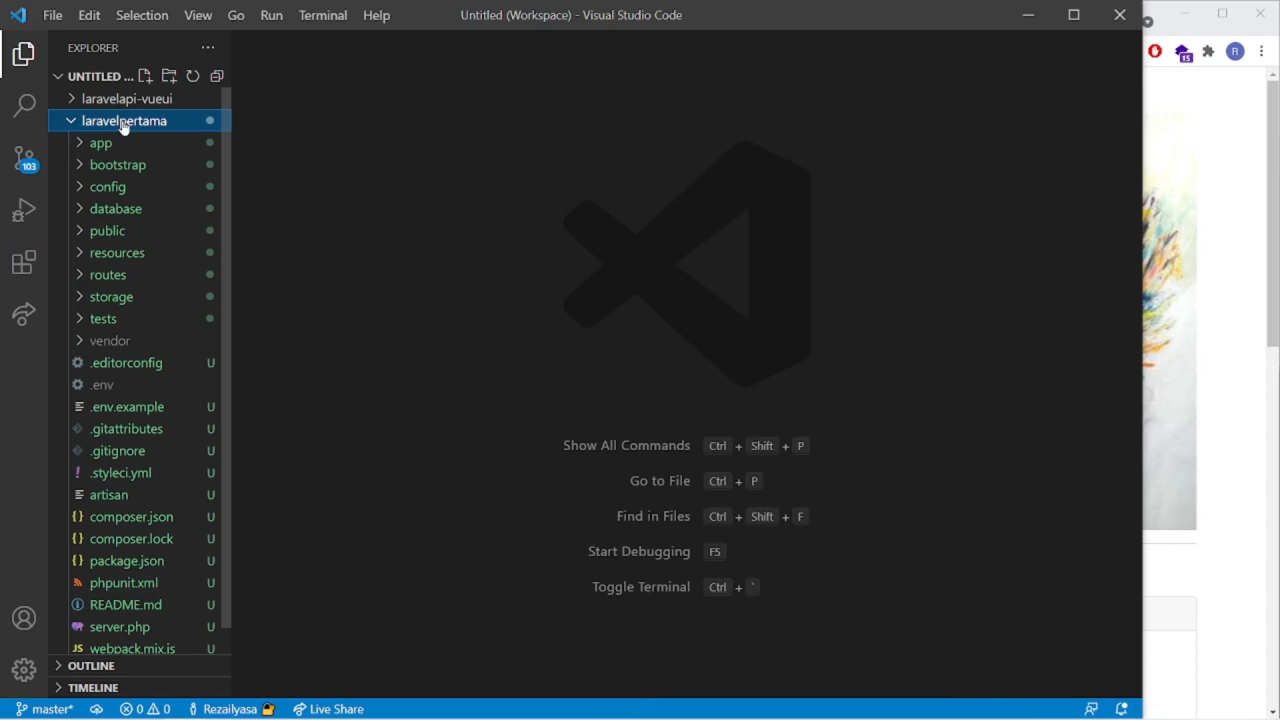 File Edit Selection View Go Run Terminal Help Untitled (Workspace) - Visual Studio Code
EXPLORER
UNTITLED ...
laravelapi-vueui
laravelpertama
app
bootstrap
config
database
public
resources
routes
storage
tests
vendor
.editorconfig U
.env
.env.example U
.gitattributes U
.gitignore U
.styleci.yml U
artisan U
composer.json U
composer.lock U
package.json U
phpunit.xml U
README.md U
server.php U
webpack.mix.js U
OUTLINE
TIMELINE
103
Show All Commands Ctrl + Shift + P
Go to File Ctrl + P
Find in Files Ctrl + Shift + F
Start Debugging F5
Toggle Terminal Ctrl + `
15
R
master* 0 0 Rezailyasa Live Share